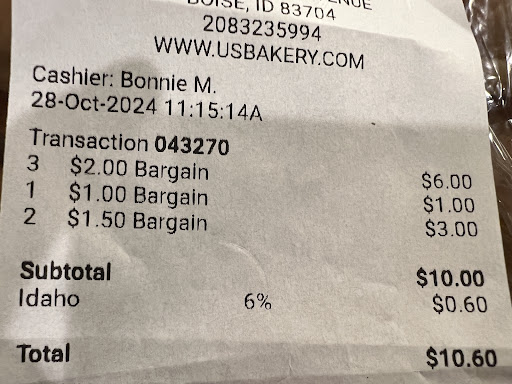 BOISE, ID 83704
2083235994
WWW.USBAKERY.COM
Cashier: Bonnie M.
28-Oct-2024 11:15:14A
Transaction 043270
3 $2.00 Bargain $6.00
1 $1.00 Bargain $1.00
2 $1.50 Bargain $3.00
Subtotal $10.00
Idaho 6% $0.60
Total $10.60